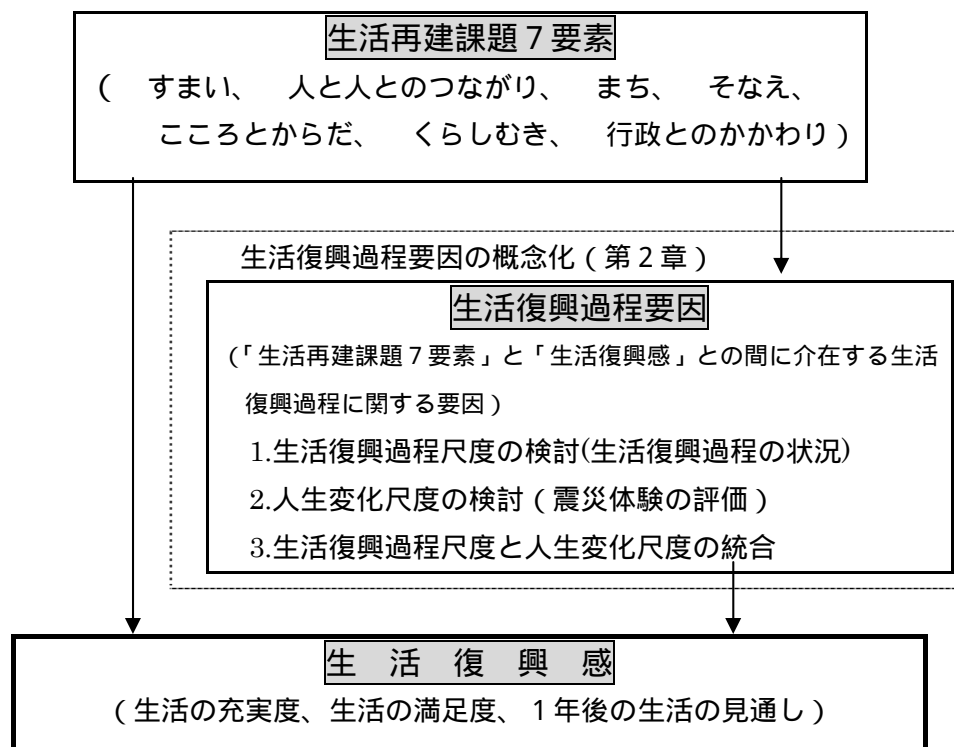 生活再建課題7要素
(　すまい、　人と人とのつながり、　まち、　そなえ、
こころとからだ、　くらしむき、　行政とのかかわり)
生活復興過程要因の概念化(第2章)
生活復興過程要因
(「生活再建課題7要素」と「生活復興感」との間に介在する生活
復興過程に関する要因)
1.生活復興過程尺度の検討(生活復興過程の状況)
2.人生変化尺度の検討(震災体験の評価)
3.生活復興過程尺度と人生変化尺度の統合
生　活　復　興　感
(生活の充実度、生活の満足度、1年後の生活の見通し)